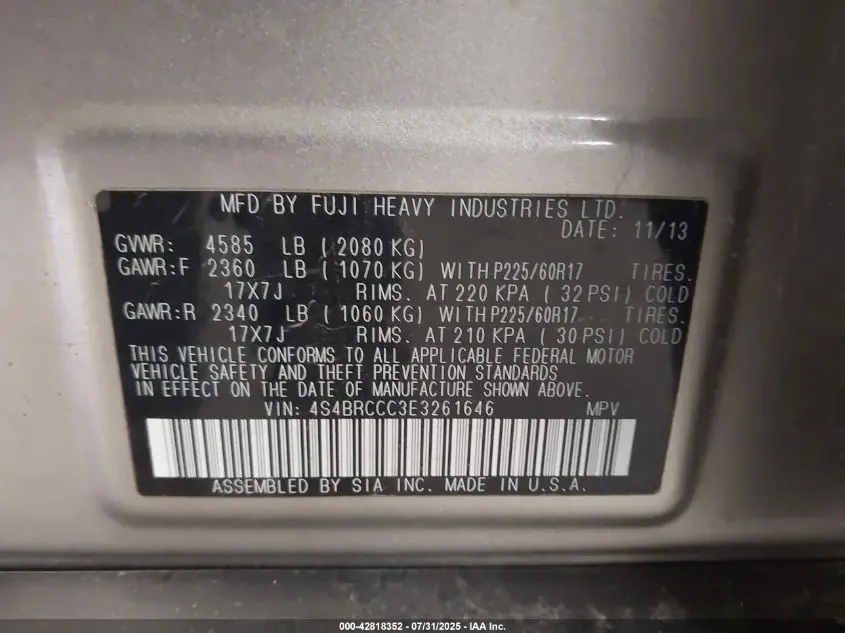 MFD BY FUJI HEAVY INDUSTRIES LTD.
DATE: 11/13
GVWR: 4585 LB (2080 KG)
GAWR:F 2360 LB (1070 KG) WITH P225/60R17 TIRES.
17X7J RIMS. AT 220 KPA (32 PSI) COLD
GAWR:R 2340 LB (1060 KG) WITH P225/60R17 TIRES.
17X7J RIMS. AT 210 KPA (30 PSI) COLD
THIS VEHICLE CONFORMS TO ALL APPLICABLE FEDERAL MOTOR
VEHICLE SAFETY AND THEFT PREVENTION STANDARDS
IN EFFECT ON THE DATE OF MANUFACTURE SHOWN ABOVE.
VIN: 4S4BRCCC3E3261646 MPV
ASSEMBLED BY SIA INC. MADE IN U.S.A.
000-42818352 - 07/31/2025 - IAA Inc.